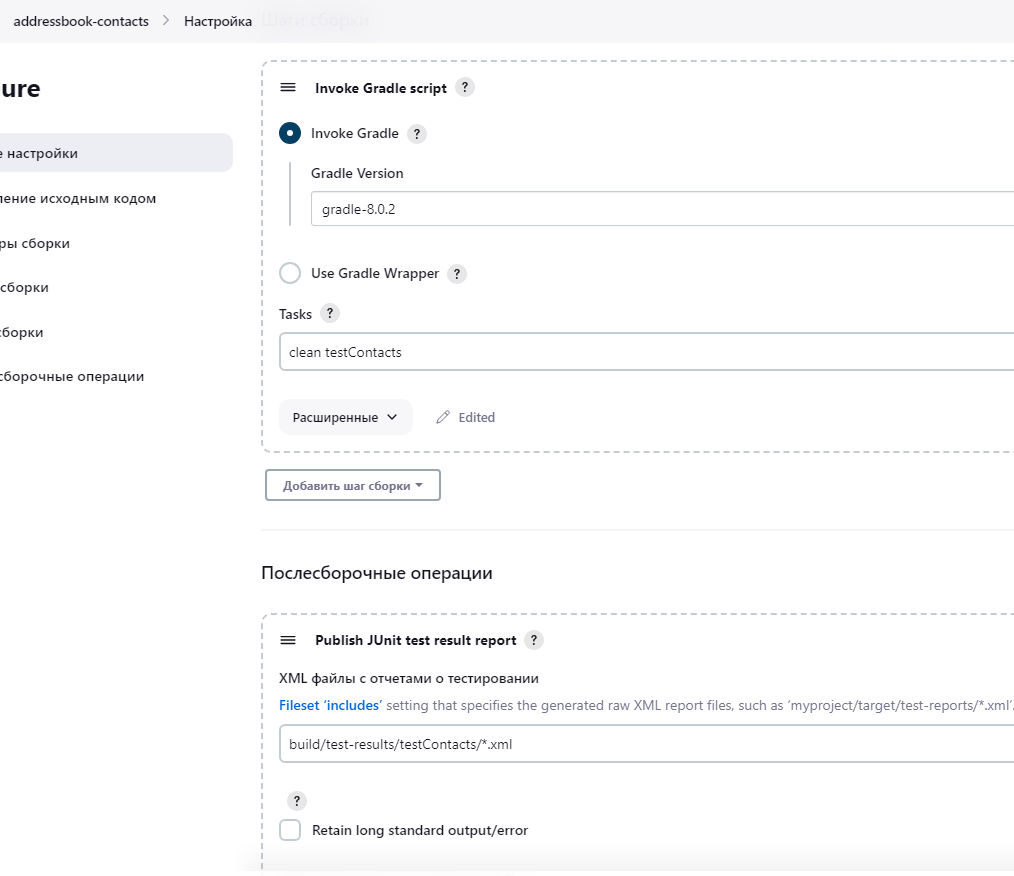 addressbook-contacts > Настройка
Шаги сборки
ure
е настройки
ление исходным кодом
ры сборки
сборки
сборки
сборочные операции
Invoke Gradle script ?
Invoke Gradle ?
Gradle Version
gradle-8.0.2
Use Gradle Wrapper ?
Tasks ?
clean testContacts
Расширенные
Edited
Добавить шаг сборки
Послесборочные операции
Publish JUnit test result report ?
XML файлы с отчетами о тестировании
Fileset ‘includes’ setting that specifies the generated raw XML report files, such as ‘myproject/target/test-reports/*.xml’.
build/test-results/testContacts/*.xml
?
Retain long standard output/error